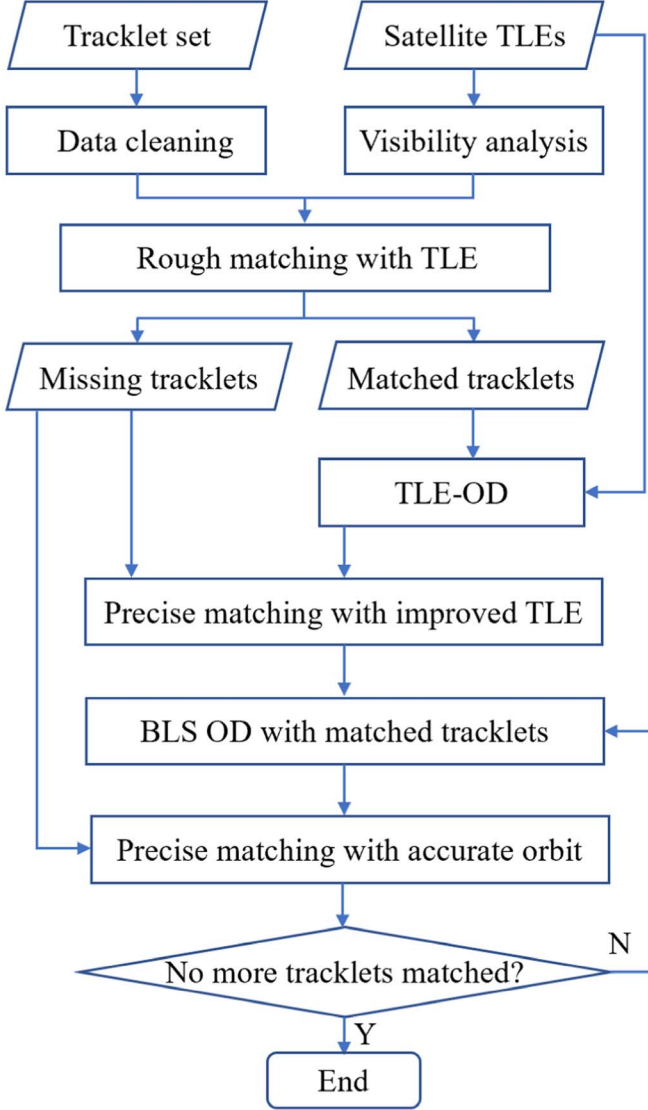 Tracklet set
Satellite TLEs
Data cleaning
Visibility analysis
Rough matching with TLE
Missing tracklets
Matched tracklets
TLE-OD
Precise matching with improved TLE
BLS OD with matched tracklets
Precise matching with accurate orbit
N
No more tracklets matched?
Y
End